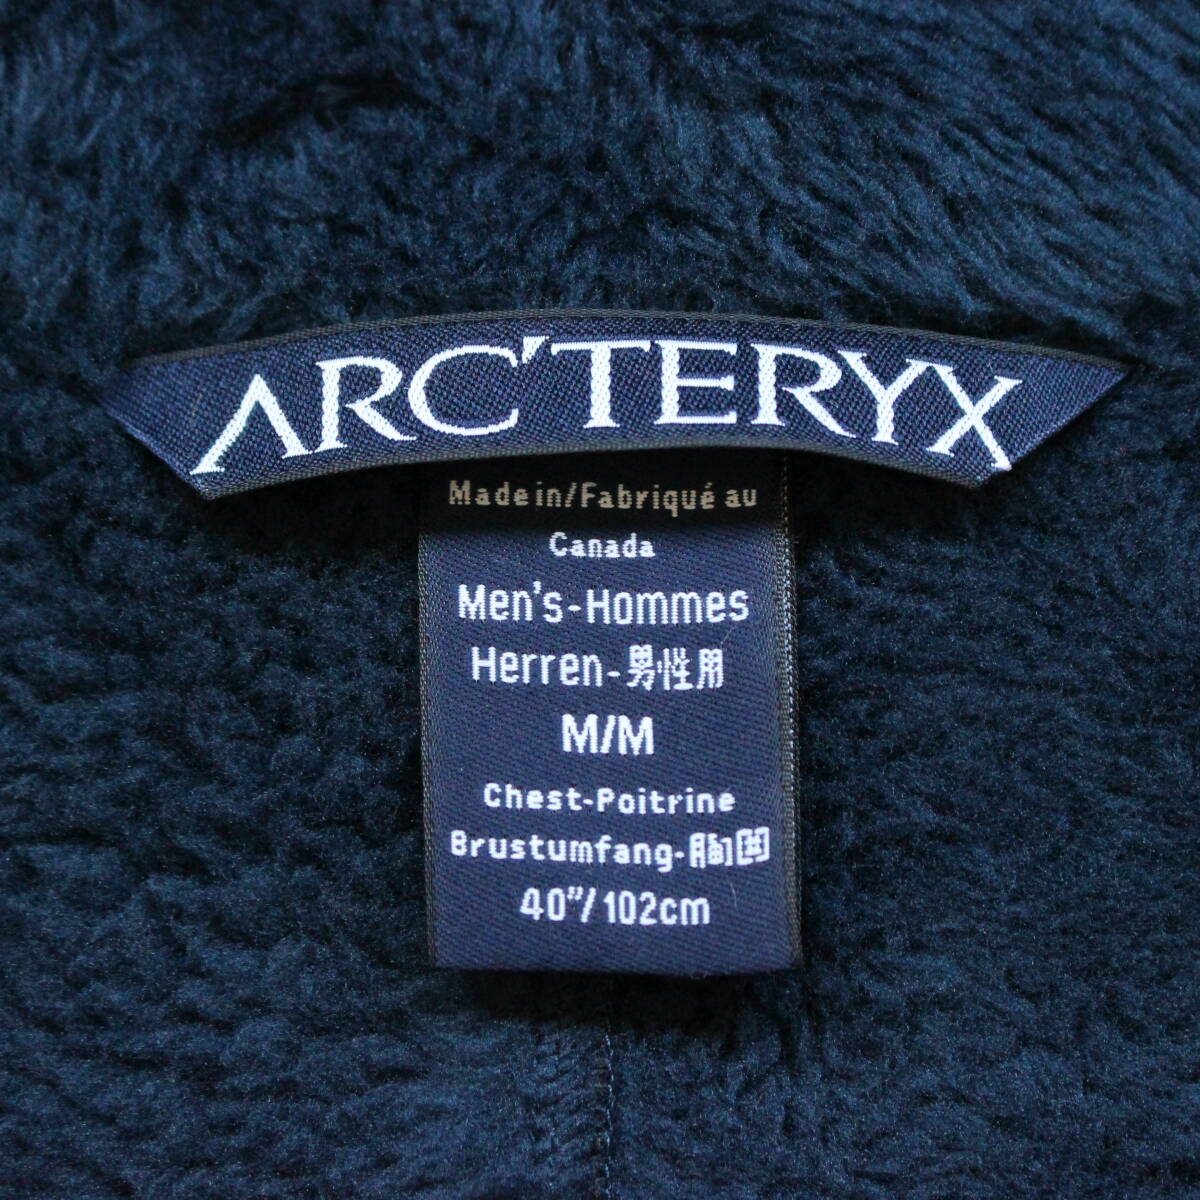 ARC'TERYX
Made in/Fabriqué au
Canada
Men's-Hommes
Herren-男性用
M/M
Chest-Poitrine
Brustumfang-胸囲
40"/102cm